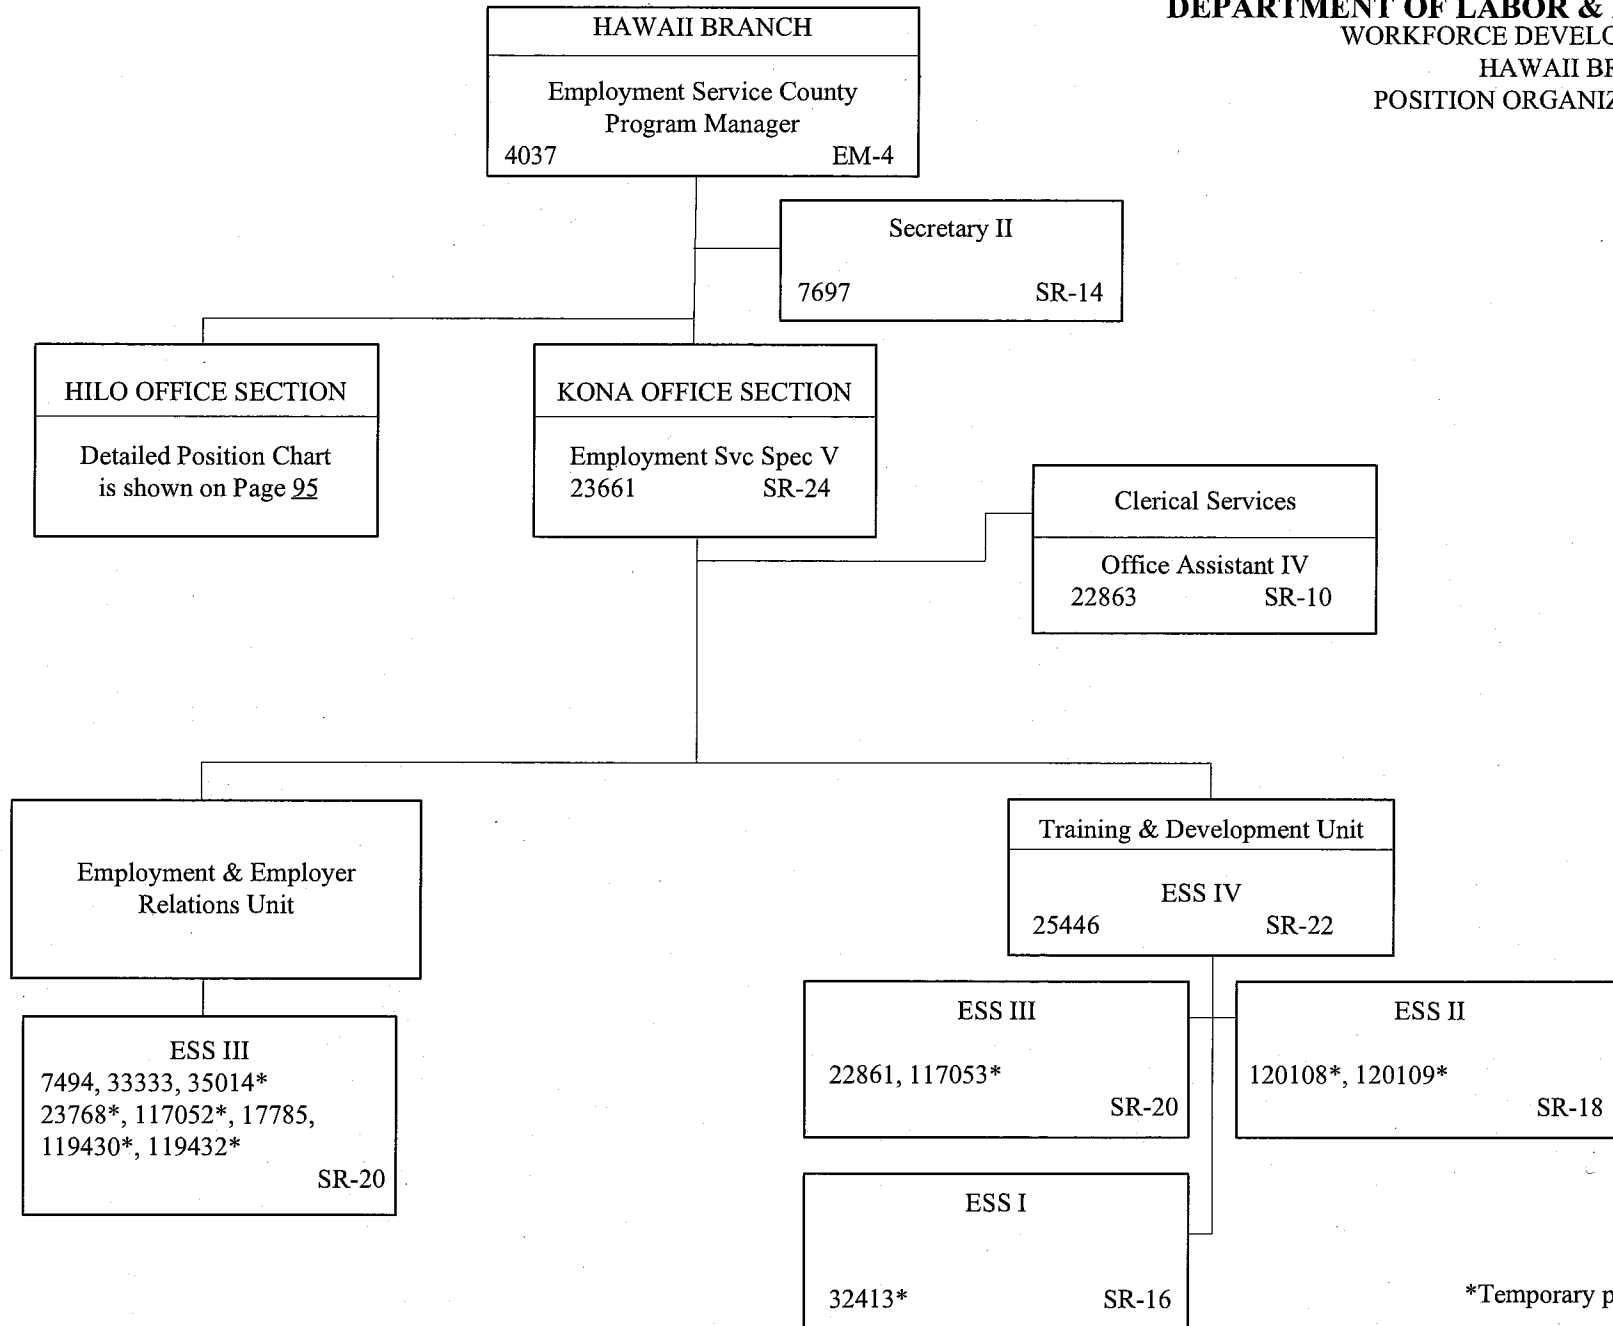 DEPARTMENT OF LABOR &
WORKFORCE
HAWAII
POSITION
HAWAII BRANCH
Employment Service County
Program Manager
4037 EM-4
Secretary II
7697 SR-14
HILO OFFICE SECTION
Detailed Position Chart
is shown on Page 95
KONA OFFICE SECTION
Employment Svc Spec V
23661 SR-24
Clerical Services
Office Assistant IV
22863 SR-10
Employment & Employer
Relations Unit
ESS III
7494, 33333, 35014*
23768*, 117052*, 17785,
119430*, 119432*
SR-20
Training & Development Unit
ESS IV
25446 SR-22
ESS III
22861, 117053*
SR-20
ESS II
120108*, 120109*
SR-18
ESS I
32413* SR-16
*Temporary